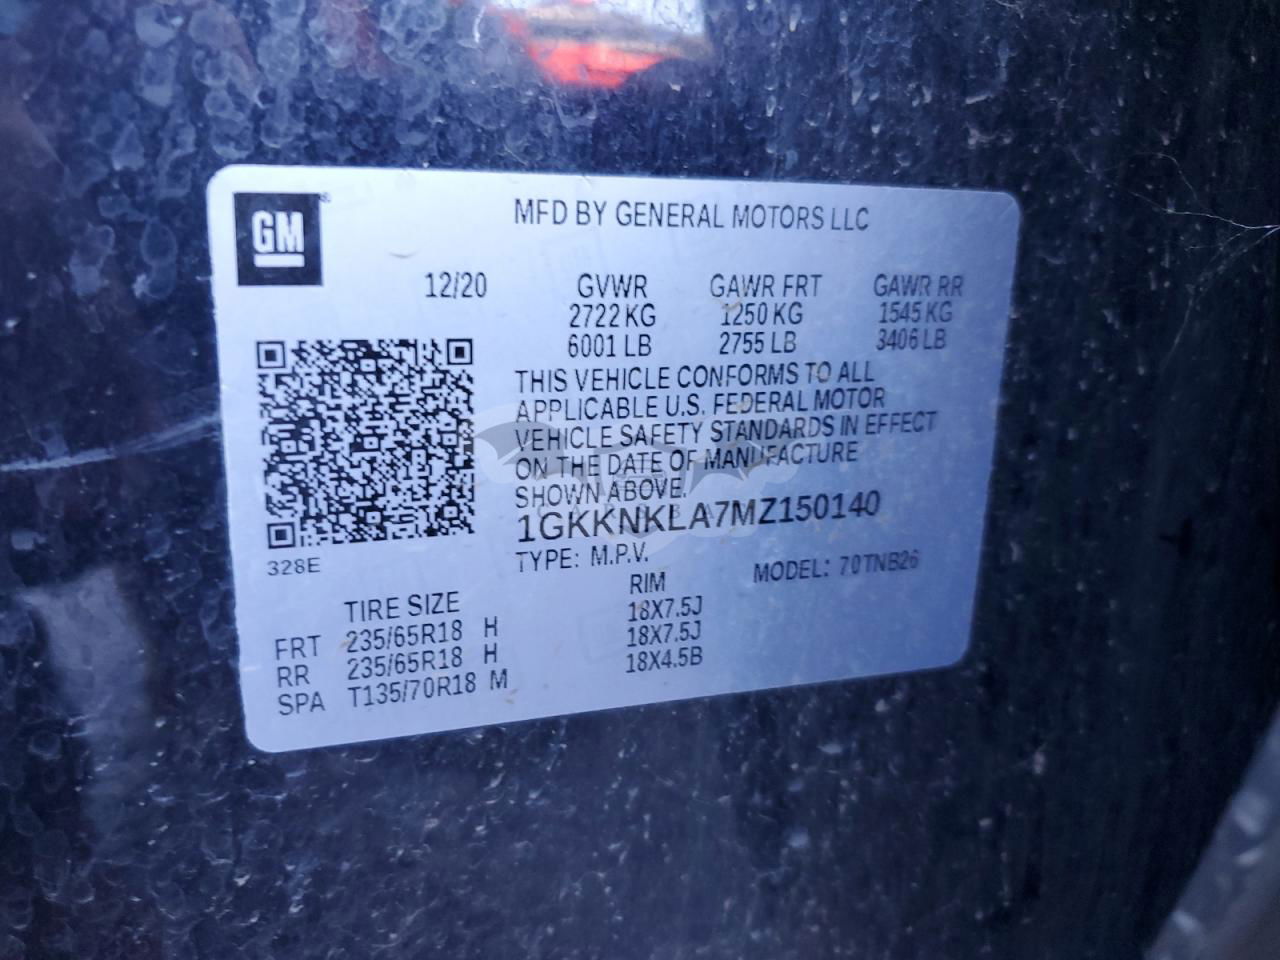 GM
MFD BY GENERAL MOTORS LLC
12/20 GVWR GAWR FRT GAWR RR
2722 KG 1250 KG 1545 KG
6001 LB 2755 LB 3406 LB
THIS VEHICLE CONFORMS TO ALL
APPLICABLE U.S. FEDERAL MOTOR
VEHICLE SAFETY STANDARDS IN EFFECT
ON THE DATE OF MANUFACTURE
SHOWN ABOVE.
1GKKNKLA7MZ150140
328E
TYPE: M.P.V. MODEL: 70TNB26
TIRE SIZE RIM
FRT 235/65R18 H 18X7.5J
RR 235/65R18 H 18X7.5J
SPA T135/70R18 M 18X4.5B